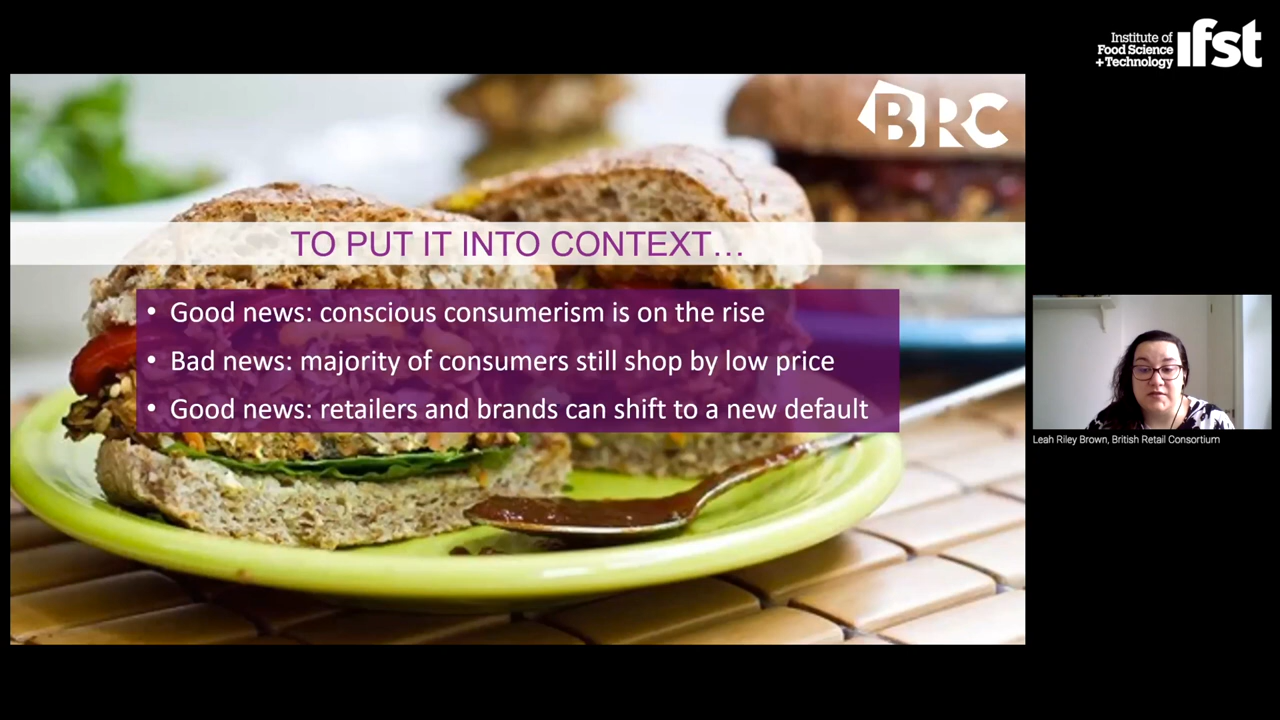 Institute of
Food Science
+Technology
ifst
BRC
TO PUT IT INTO CONTEXT...
• Good news: conscious consumerism is on the rise
• Bad news: majority of consumers still shop by low price
• Good news: retailers and brands can shift to a new default
Leah Riley Brown, British Retail Consortium